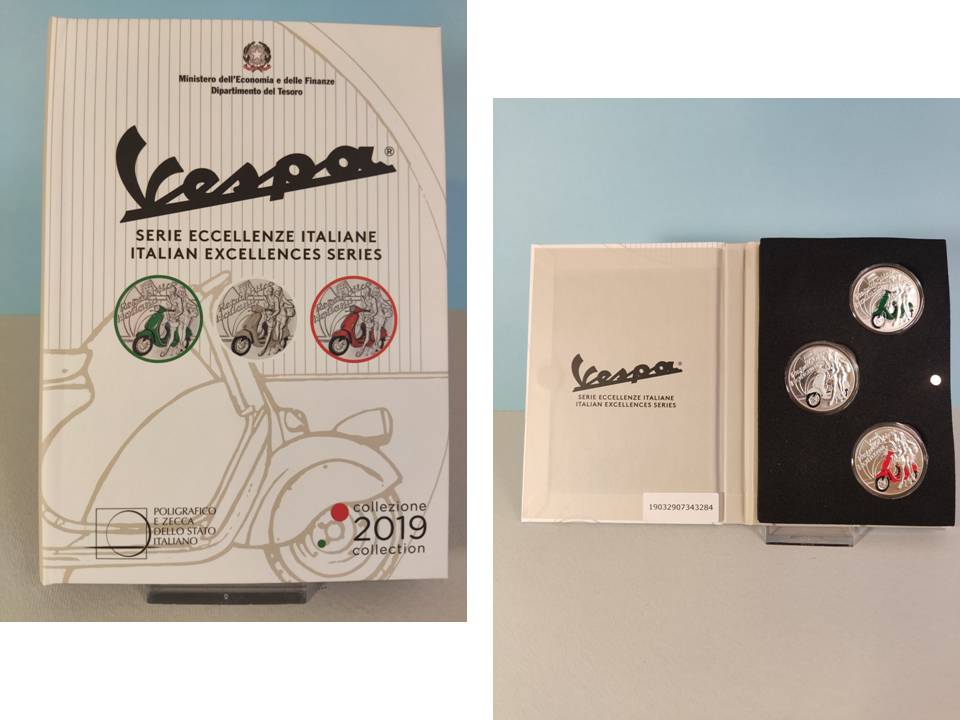 Ministero dell'Economia e delle Finanze
Dipartimento del Tesoro
Vespa®
SERIE ECCELLENZE ITALIANE
ITALIAN EXCELLENCES SERIES
POLIGRAFICO
E ZECCA
DELLO STATO
ITALIANO
collezione
2019
collection
Vespa®
SERIE ECCELLENZE ITALIANE
ITALIAN EXCELLENCES SERIES
19032907343284